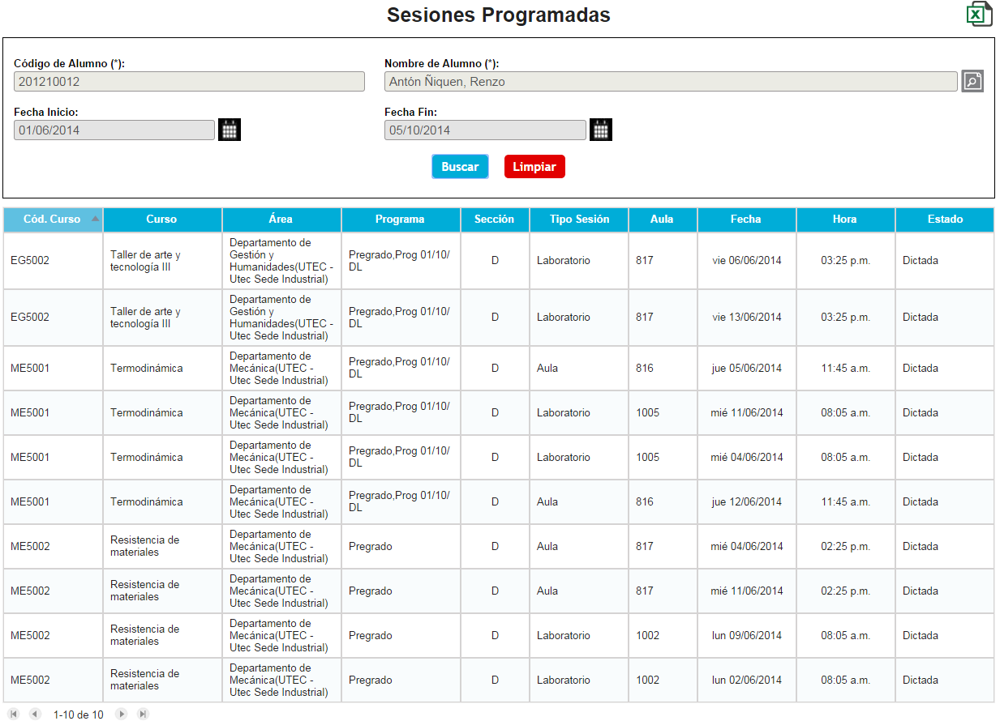 Sesiones Programadas
Código de Alumno (*):
Nombre de Alumno (*):
201210012
Antón Ñiquen, Renzo
Fecha Inicio:
Fecha Fin:
01/06/2014
05/10/2014
Buscar
Limpiar
Cód. Curso
Curso
Área
Programa
Sección
Tipo Sesión
Aula
Fecha
Hora
Estado
EG5002
Taller de arte y
tecnología III
Departamento de
Gestión y
Humanidades(UTEC -
Utec Sede Industrial)
Pregrado,Prog 01/10/
DL
D
Laboratorio
817
vie 06/06/2014
03:25 p.m.
Dictada
EG5002
Taller de arte y
tecnología III
Departamento de
Gestión y
Humanidades(UTEC -
Utec Sede Industrial)
Pregrado,Prog 01/10/
DL
D
Laboratorio
817
vie 13/06/2014
03:25 p.m.
Dictada
ME5001
Termodinámica
Departamento de
Mecánica(UTEC -
Utec Sede Industrial)
Pregrado,Prog 01/10/
DL
D
Aula
816
jue 05/06/2014
11:45 a.m.
Dictada
ME5001
Termodinámica
Departamento de
Mecánica(UTEC -
Utec Sede Industrial)
Pregrado,Prog 01/10/
DL
D
Laboratorio
1005
mié 11/06/2014
08:05 a.m.
Dictada
ME5001
Termodinámica
Departamento de
Mecánica(UTEC -
Utec Sede Industrial)
Pregrado,Prog 01/10/
DL
D
Laboratorio
1005
mié 04/06/2014
08:05 a.m.
Dictada
ME5001
Termodinámica
Departamento de
Mecánica(UTEC -
Utec Sede Industrial)
Pregrado,Prog 01/10/
DL
D
Aula
816
jue 12/06/2014
11:45 a.m.
Dictada
ME5002
Resistencia de
materiales
Departamento de
Mecánica(UTEC -
Utec Sede Industrial)
Pregrado
D
Aula
817
mié 04/06/2014
02:25 p.m.
Dictada
ME5002
Resistencia de
materiales
Departamento de
Mecánica(UTEC -
Utec Sede Industrial)
Pregrado
D
Aula
817
mié 11/06/2014
02:25 p.m.
Dictada
ME5002
Resistencia de
materiales
Departamento de
Mecánica(UTEC -
Utec Sede Industrial)
Pregrado
D
Laboratorio
1002
lun 09/06/2014
08:05 a.m.
Dictada
ME5002
Resistencia de
materiales
Departamento de
Mecánica(UTEC -
Utec Sede Industrial)
Pregrado
D
Laboratorio
1002
lun 02/06/2014
08:05 a.m.
Dictada
1-10 de 10